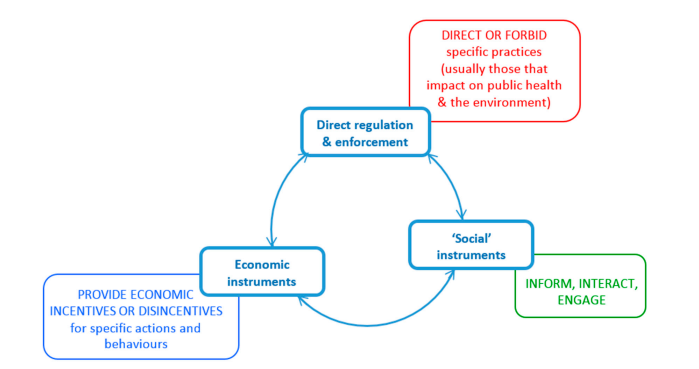 DIRECT OR FORBID
specific practices
(usually those that
impact on public health
& the environment)
Direct regulation
& enforcement
‘Social’
instruments
Economic
instruments
INFORM, INTERACT,
ENGAGE
PROVIDE ECONOMIC
INCENTIVES OR DISINCENTIVES
for specific actions and
behaviours